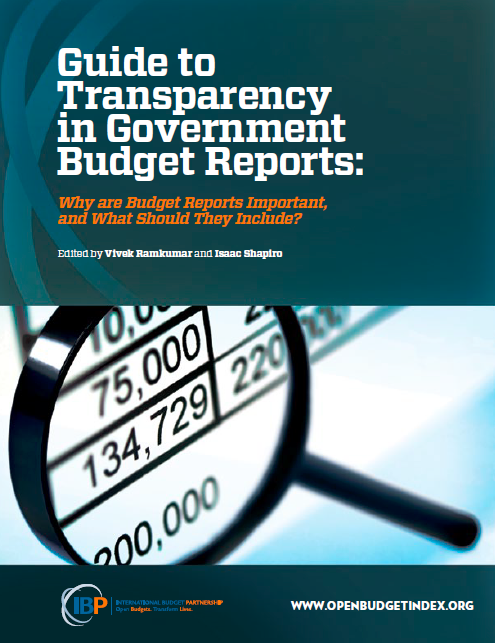 Guide to
Transparency
in Government
Budget Reports:
Why are Budget Reports Important,
and What Should They Include?
Edited by Vivek Ramkumar and Isaac Shapiro
75,000
134,729
220
200,000
IBP
INTERNATIONAL BUDGET PARTNERSHIP
Open Budgets. Transform Lives.
WWW.OPENBUDGETINDEX.ORG